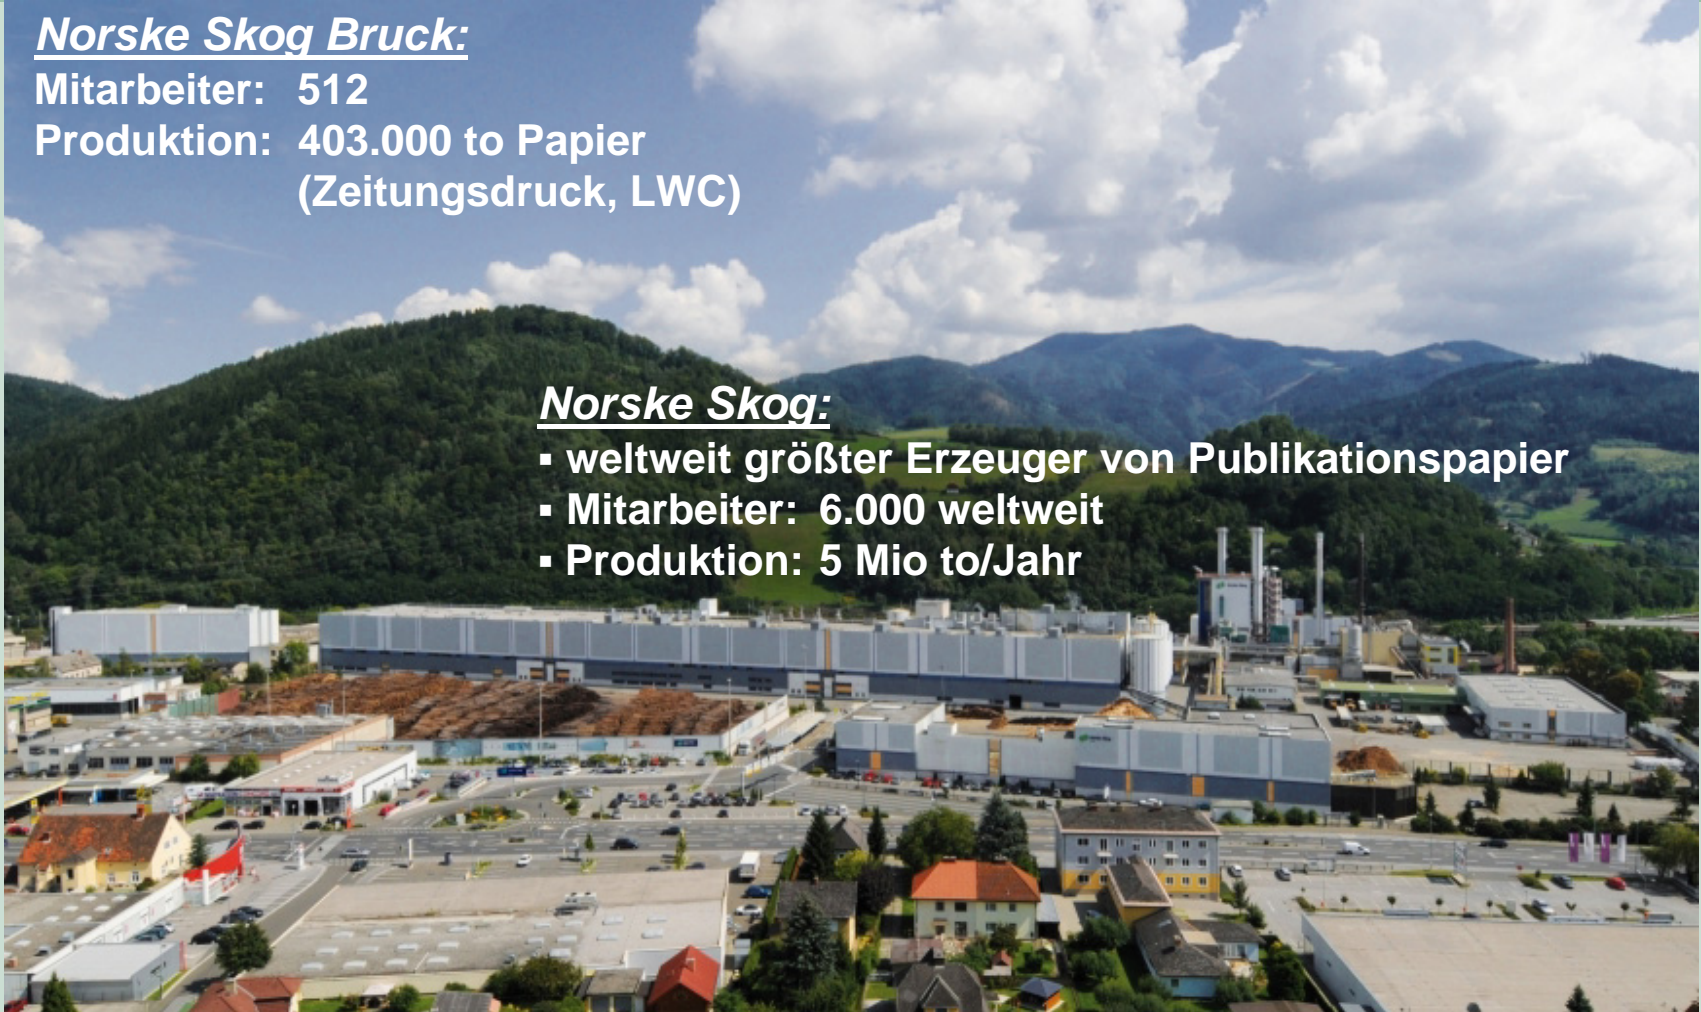 Norske Skog Bruck:
Mitarbeiter: 512
Produktion: 403.000 to Papier
(Zeitungsdruck, LWC)
Norske Skog:
▪ weltweit größter Erzeuger von Publikationspapier
▪ Mitarbeiter: 6.000 weltweit
▪ Produktion: 5 Mio to/Jahr